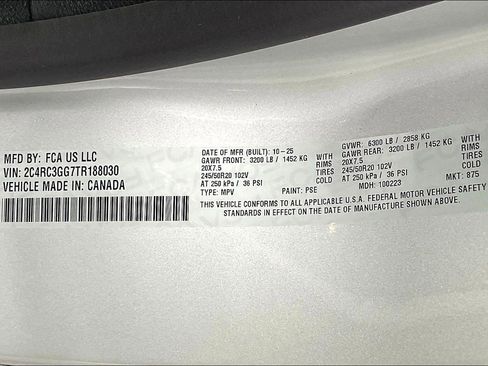 MFD BY: FCA US LLC
VIN: 2C4RC3GG7TR188030
VEHICLE MADE IN: CANADA
DATE OF MFR (BUILT): 10-25 GVWR: 6300 LB / 2858 KG
GAWR FRONT: 3200 LB / 1452 KG WITH GAWR REAR: 3200 LB / 1452 KG WITH
20X7.5 RIMS 20X7.5 RIMS
245/50R20 102V TIRES 245/50R20 102V TIRES
AT 250 kPa / 36 PSI COLD AT 250 kPa / 36 PSI COLD
TYPE: MPV PAINT: PSE MDH: 100223 MKT: 875
THIS VEHICLE CONFORMS TO ALL APPLICABLE U.S.A. FEDERAL MOTOR VEHICLE SAFETY
STANDARDS IN EFFECT ON THE DATE OF MANUFACTURE SHOWN ABOVE.